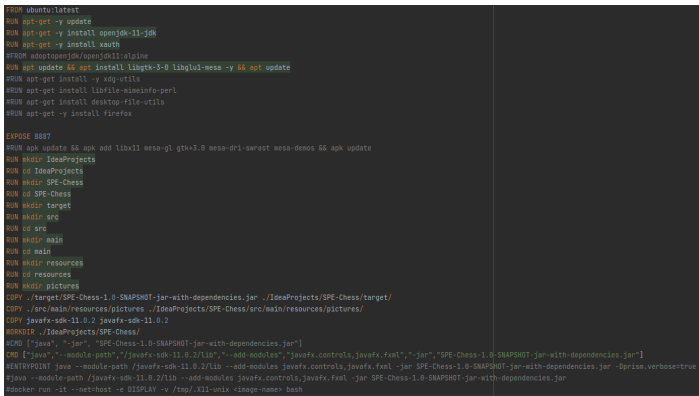 FROM ubuntu:latest
RUN apt-get -y update
RUN apt-get -y install openjdk-11-jdk
RUN apt-get -y install xauth
#FROM adoptopenjdk/openjdk11:alpine
RUN apt update && apt install libgtk-3-0 libglu1-mesa -y && apt update
#RUN apt-get install -y xdg-utils
#RUN apt-get install libfile-mimeinfo-perl
#RUN apt-get install desktop-file-utils
#RUN apt-get -y install firefox
EXPOSE 8887
#RUN apk update && apk add libx11 mesa-gl gtk+3.0 mesa-dri-swrast mesa-demos && apk update
RUN mkdir IdeaProjects
RUN cd IdeaProjects
RUN mkdir SPE-Chess
RUN cd SPE-Chess
RUN mkdir target
RUN mkdir src
RUN cd src
RUN mkdir main
RUN cd main
RUN mkdir resources
RUN cd resources
RUN mkdir pictures
COPY ./target/SPE-Chess-1.0-SNAPSHOT-jar-with-dependencies.jar ./IdeaProjects/SPE-Chess/target/
COPY ./src/main/resources/pictures ./IdeaProjects/SPE-Chess/src/main/resources/pictures/
COPY javafx-sdk-11.0.2 javafx-sdk-11.0.2
WORKDIR ./IdeaProjects/SPE-Chess/
#CMD ["java", "-jar", "SPE-Chess-1.0-SNAPSHOT-jar-with-dependencies.jar"]
CMD ["java","--module-path","/javafx-sdk-11.0.2/lib","--add-modules","javafx.controls,javafx.fxml","-jar","SPE-Chess-1.0-SNAPSHOT-jar-with-dependencies.jar"]
#ENTRYPOINT java --module-path /javafx-sdk-11.0.2/lib --add-modules javafx.controls,javafx.fxml -jar SPE-Chess-1.0-SNAPSHOT-jar-with-dependencies.jar -Dprism.verbose=true
#java --module-path /javafx-sdk-11.0.2/lib --add-modules javafx.controls,javafx.fxml -jar SPE-Chess-1.0-SNAPSHOT-jar-with-dependencies.jar
#docker run -it --net=host -e DISPLAY -v /tmp/.X11-unix <image-name> bash